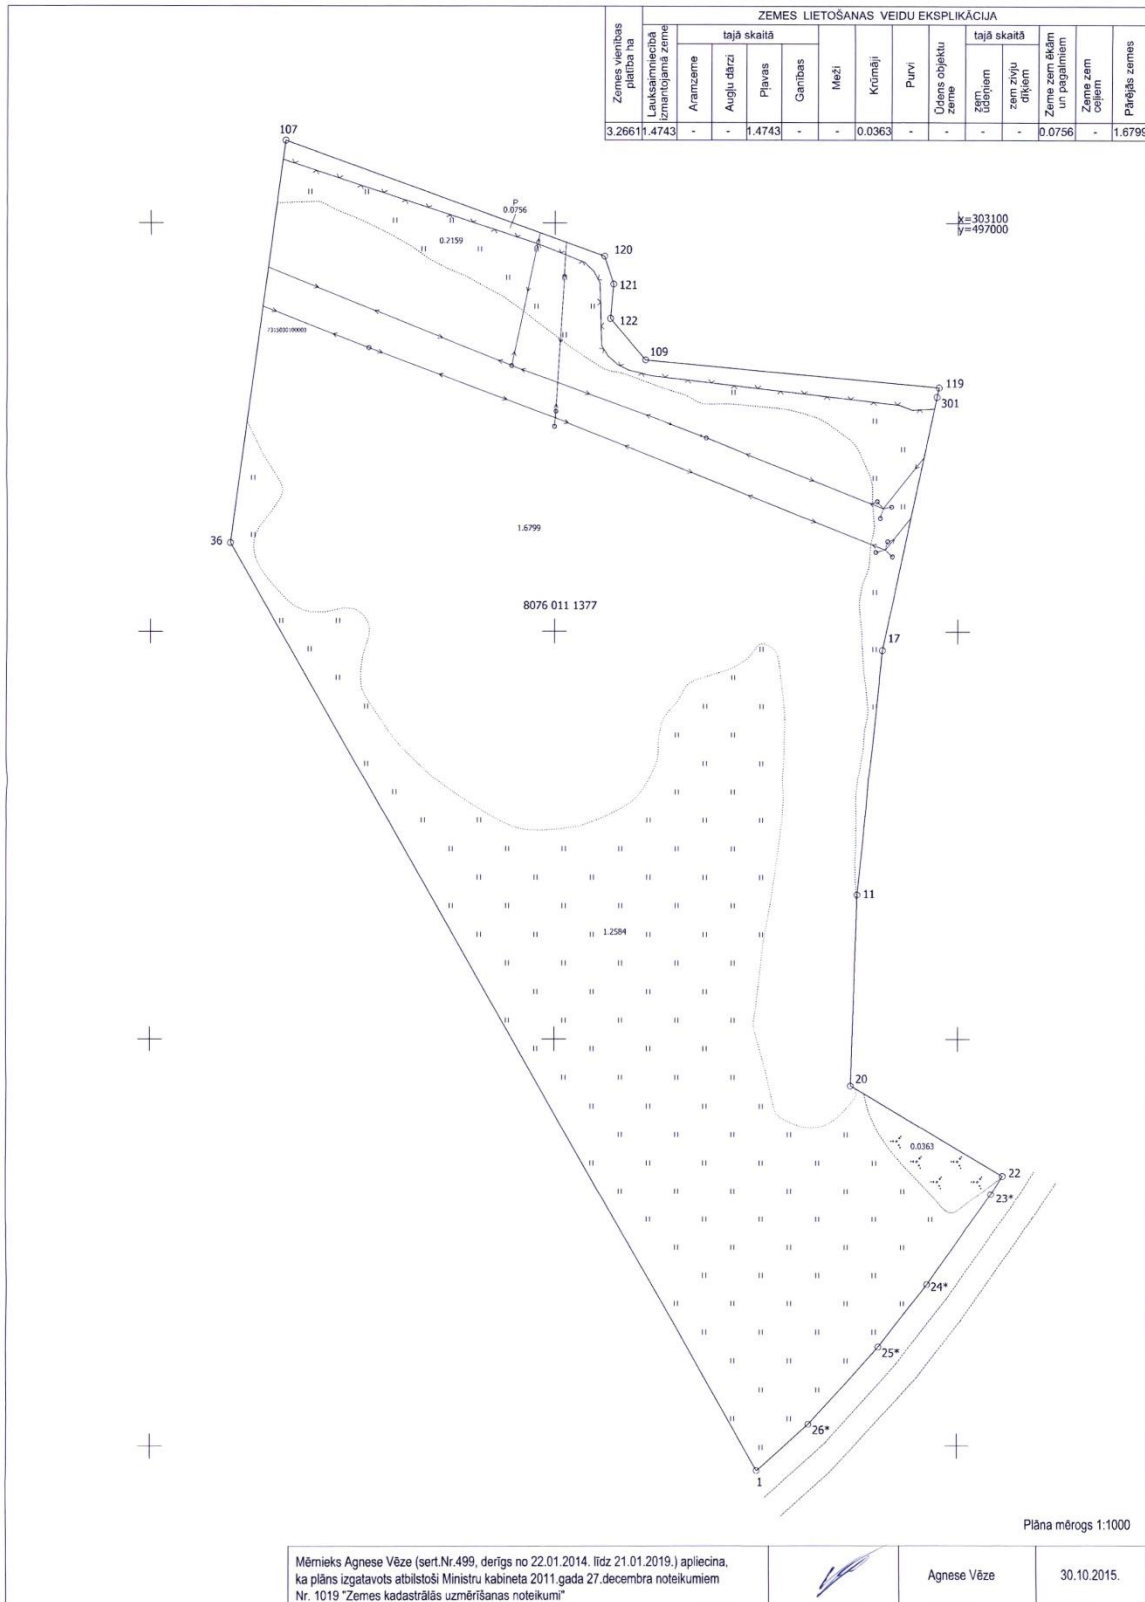 ZEMES LIETOŠANAS VEIDU EKSPLIKĀCIJA
Zemes vienības platība ha
Lauksaimniecībā izmantojamā zeme
tajā skaitā
Aramzeme
Augļu dārzi
Pļavas
Ganības
Meži
Krūmāji
Purvi
Ūdens objektu zeme
tajā skaitā
zem ūdeņiem
zem zivju dīķiem
Zeme zem ēkām un pagalmiem
Zeme zem ceļiem
Pārējās zemes
3.2661 1.4743 - - 1.4743 - - 0.0363 - - - - 0.0756 - 1.6799
107
P
0.0756
x=303100
y=497000
0.2159
120
121
122
109
119
301
1.6799
36
8076 011 1377
17
11
1.2584
20
0.0363
22
23*
24*
25*
26*
1
Plāna mērogs 1:1000
Mērnieks Agnese Vēze (sert.Nr.499, derīgs no 22.01.2014. līdz 21.01.2019.) apliecina,
ka plāns izgatavots atbilstoši Ministru kabineta 2011.gada 27.decembra noteikumiem
Nr. 1019 "Zemes kadastrālās uzmērīšanas noteikumi"
Agnese Vēze
30.10.2015.